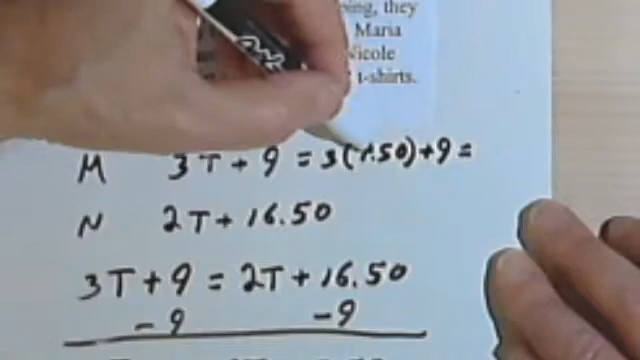 ping, they
Maria
Nicole
t-shirts.
M 3T + 9 = 3(7.50) + 9 =
N 2T + 16.50
3T + 9 = 2T + 16.50
- 9 - 9